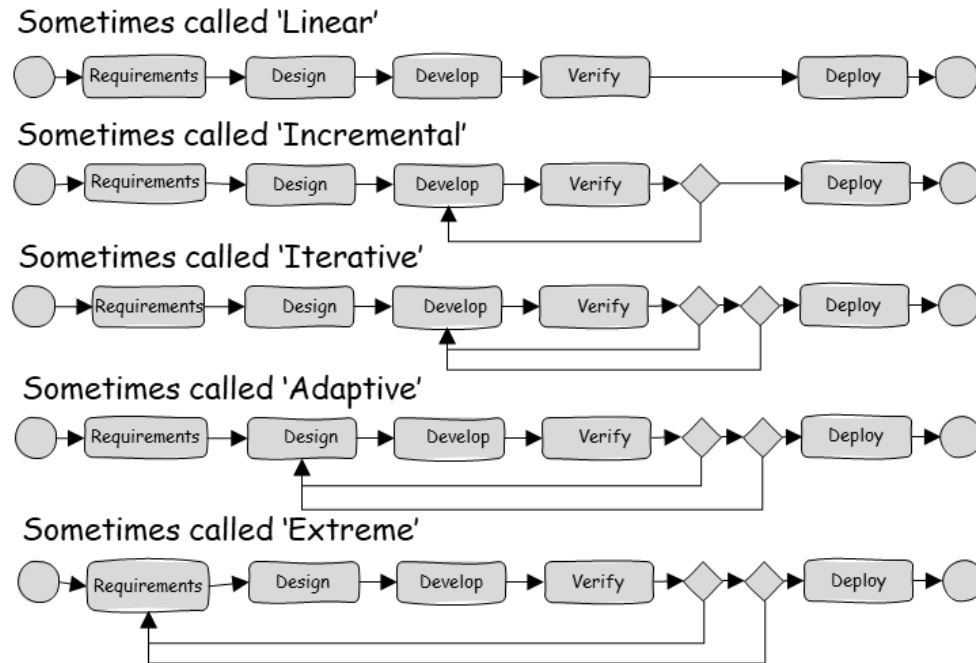 Sometimes called ‘Linear’
Requirements Design Develop Verify Deploy
Sometimes called ‘Incremental’
Requirements Design Develop Verify Deploy
Sometimes called ‘Iterative’
Requirements Design Develop Verify Deploy
Sometimes called ‘Adaptive’
Requirements Design Develop Verify Deploy
Sometimes called ‘Extreme’
Requirements Design Develop Verify Deploy